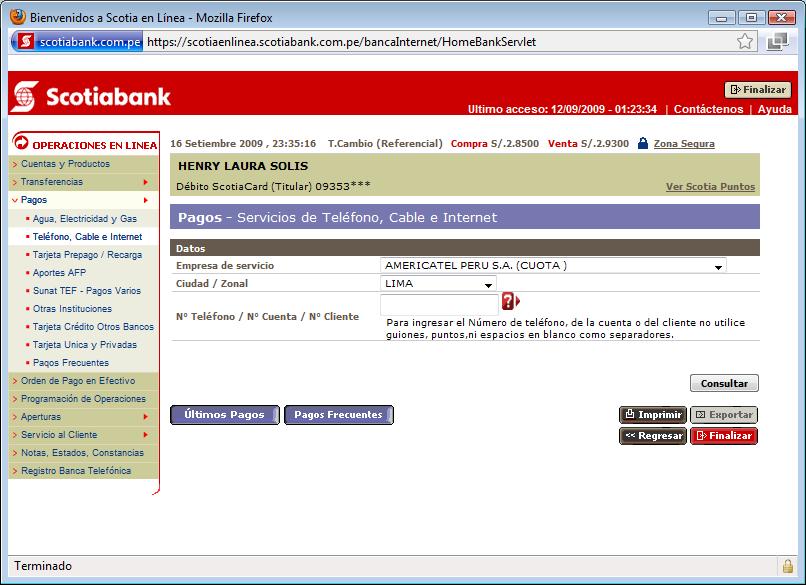 Bienvenidos a Scotia en Línea - Mozilla Firefox
scotiabank.com.pe https://scotiaenlinea.scotiabank.com.pe/bancaInternet/HomeBankServlet
Scotiabank
Finalizar
Ultimo acceso: 12/09/2009 - 01:23:34 | Contáctenos | Ayuda
OPERACIONES EN LINEA
Cuentas y Productos
Transferencias
Pagos
Agua, Electricidad y Gas
Teléfono, Cable e Internet
Tarjeta Prepago / Recarga
Aportes AFP
Sunat TEF - Pagos Varios
Otras Instituciones
Tarjeta Crédito Otros Bancos
Tarjeta Unica y Privadas
Pagos Frecuentes
Orden de Pago en Efectivo
Programación de Operaciones
Aperturas
Servicio al Cliente
Notas, Estados, Constancias
Registro Banca Telefónica
16 Setiembre 2009 , 23:35:16 T.Cambio (Referencial) Compra S/.2.8500 Venta S/.2.9300 Zona Segura
HENRY LAURA SOLIS
Débito ScotiaCard (Titular) 09353*** Ver Scotia Puntos
Pagos - Servicios de Teléfono, Cable e Internet
Datos
Empresa de servicio AMERICATEL PERU S.A. (CUOTA )
Ciudad / Zonal LIMA
Nº Teléfono / Nº Cuenta / Nº Cliente ?
Para ingresar el Número de teléfono, de la cuenta o del cliente no utilice
guiones, puntos,ni espacios en blanco como separadores.
Consultar
Últimos Pagos Pagos Frecuentes Imprimir Exportar
<< Regresar Finalizar
Terminado